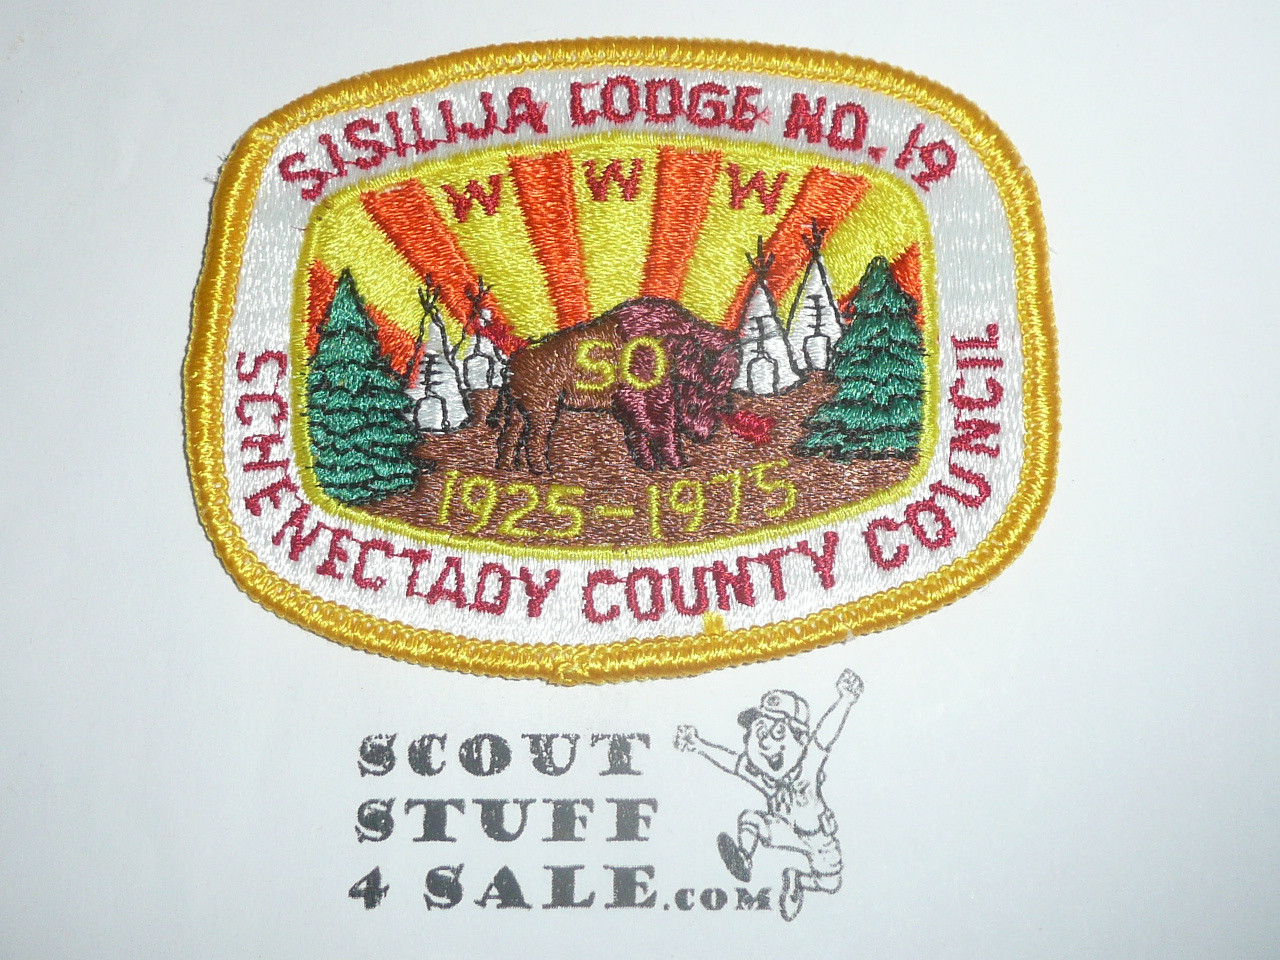 SISILIJA LODGE NO. 19
W W W
50
1925-1975
SCHENECTADY COUNTY COUNCIL
SCOUT
STUFF
4 SALE.COM